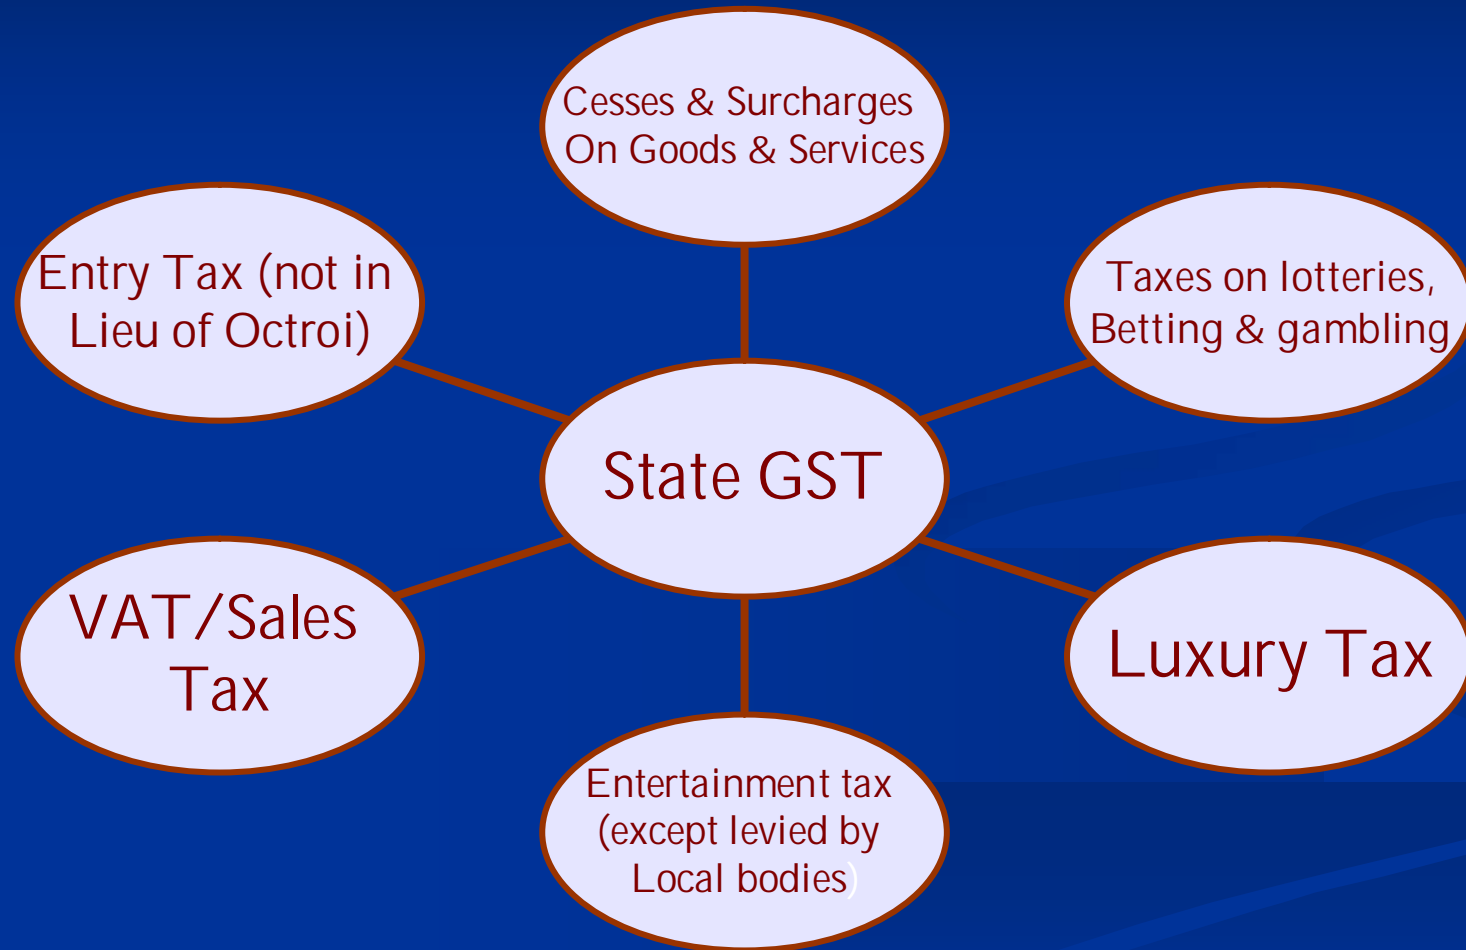 Cesses & Surcharges
On Goods & Services
Entry Tax (not in
Lieu of Octroi)
Taxes on lotteries,
Betting & gambling
State GST
VAT/Sales
Tax
Luxury Tax
Entertainment tax
(except levied by
Local bodies)